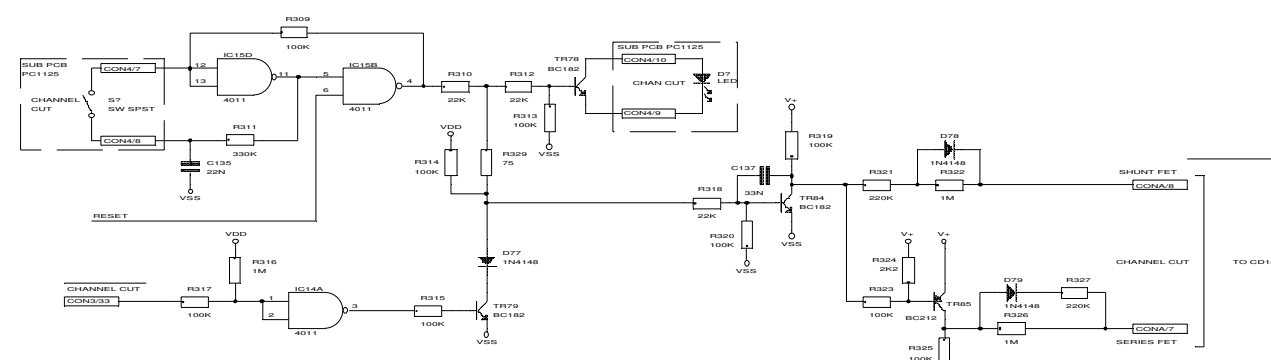 R309
100K
SUB PCB
PC1125
CON4/7
CHANNEL
CUT
S?
SW SPST
CON4/8
IC15D
12
13
11
4011
R311
330K
C135
22N
VSS
RESET
IC15B
5
6
4
4011
R310
22K
R312
22K
R313
100K
VSS
TR78
BC182
SUB PCB PC1125
CON4/10
CHAN CUT
D?
LED
CON4/9
VDD
R314
100K
R329
75
V+
R319
100K
C137
33N
R318
22K
TR84
BC182
VSS
R320
100K
VSS
D78
1N4148
R321
220K
R322
1M
SHUNT FET
CONA/8
VDD
R316
1M
CHANNEL CUT
CON3/33
R317
100K
IC14A
1
2
3
4011
R315
100K
D77
1N4148
TR79
BC182
VSS
V+
V+
R324
2K2
R323
100K
TR85
BC212
D79
1N4148
R327
220K
R326
1M
R325
100K
CHANNEL CUT
TO CD1
CONA/7
SERIES FET